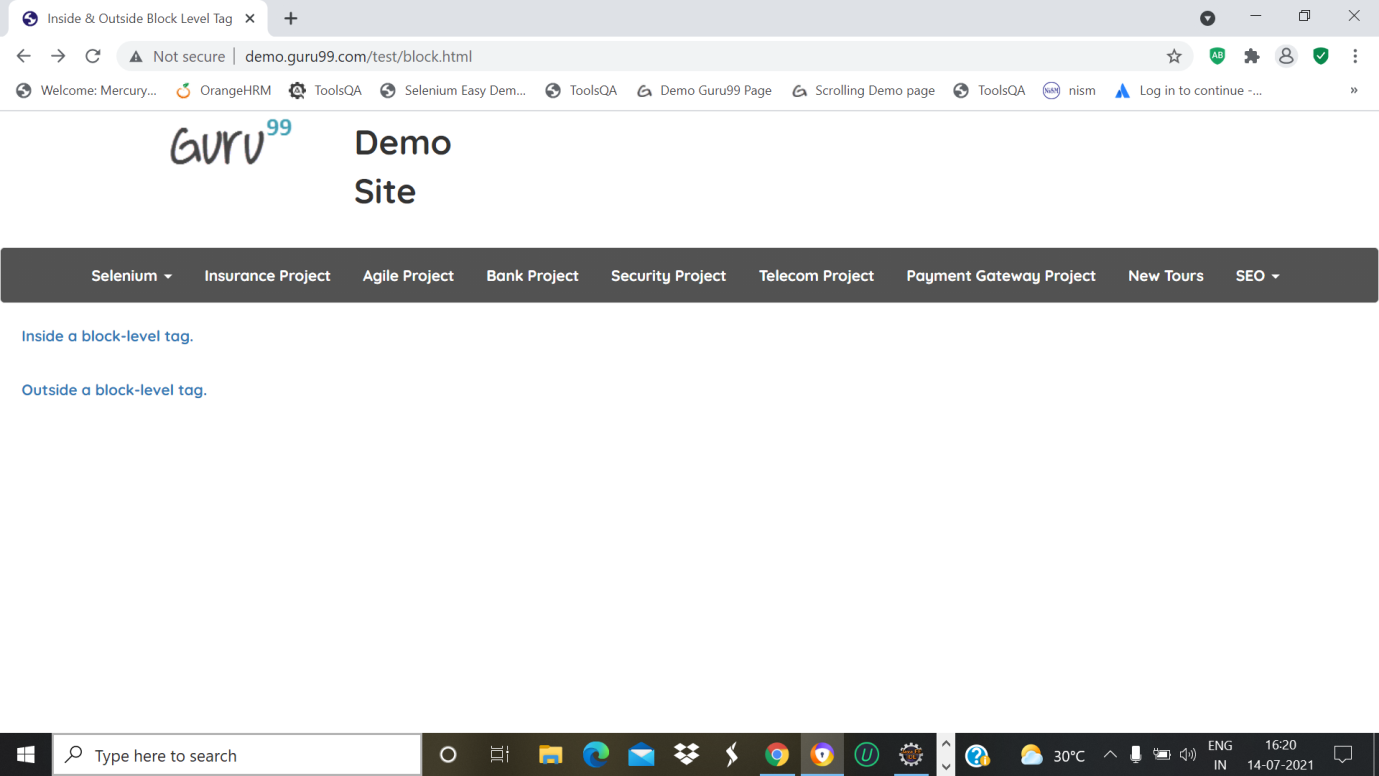 Inside & Outside Block Level Tag
Not secure | demo.guru99.com/test/block.html
AB
Welcome: Mercury... OrangeHRM ToolsQA Selenium Easy Dem... ToolsQA Demo Guru99 Page Scrolling Demo page ToolsQA NISM nism Log in to continue -... »
Guru99
Demo
Site
Selenium Insurance Project Agile Project Bank Project Security Project Telecom Project Payment Gateway Project New Tours SEO
Inside a block-level tag.
Outside a block-level tag.
Type here to search
30°C
ENG
IN
16:20
14-07-2021